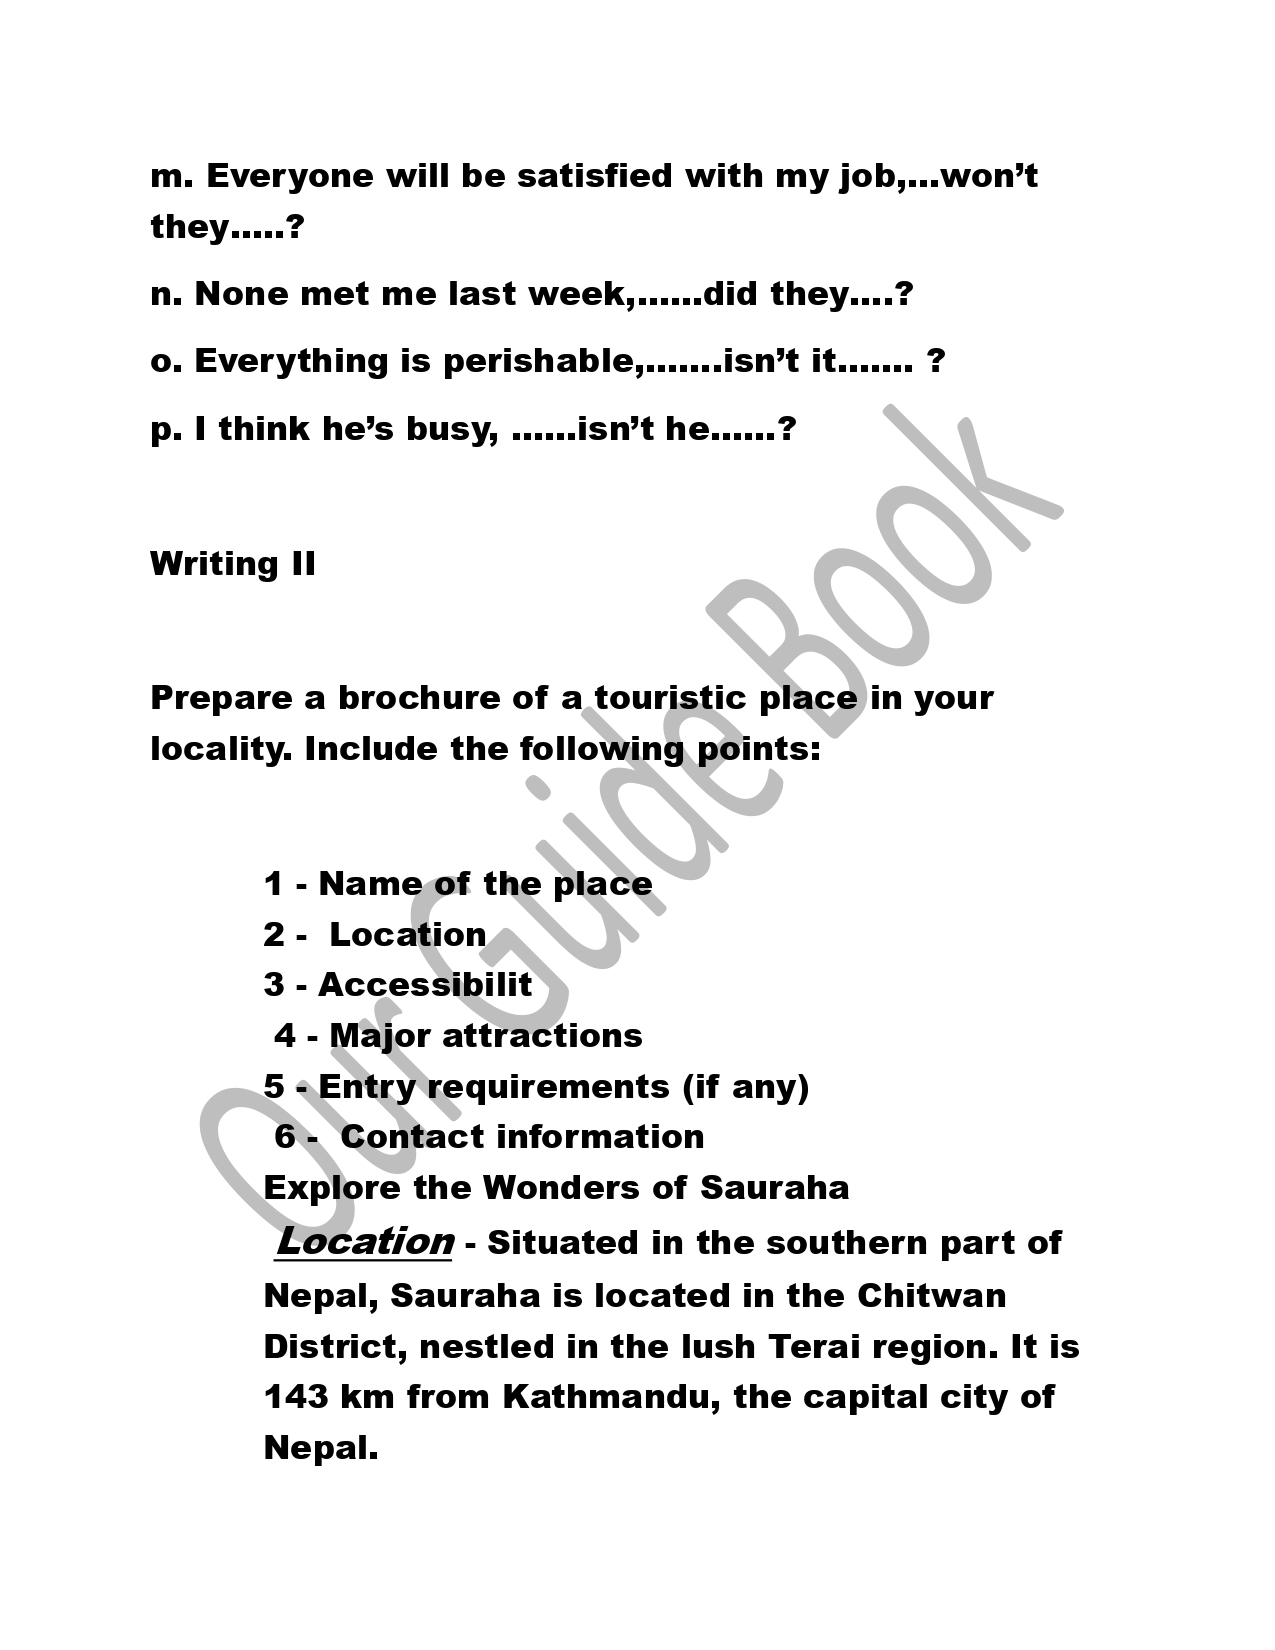 m. Everyone will be satisfied with my job,...won’t
they.....?
n. None met me last week,......did they....?
o. Everything is perishable,.......isn’t it....... ?
p. I think he’s busy, ......isn’t he......?
Writing II
Prepare a brochure of a touristic place in your
locality. Include the following points:
1 - Name of the place
2 -  Location
3 - Accessibilit
4 - Major attractions
5 - Entry requirements (if any)
6 -  Contact information
Explore the Wonders of Sauraha
Location - Situated in the southern part of
Nepal, Sauraha is located in the Chitwan
District, nestled in the lush Terai region. It is
143 km from Kathmandu, the capital city of
Nepal.
Our Guide Book